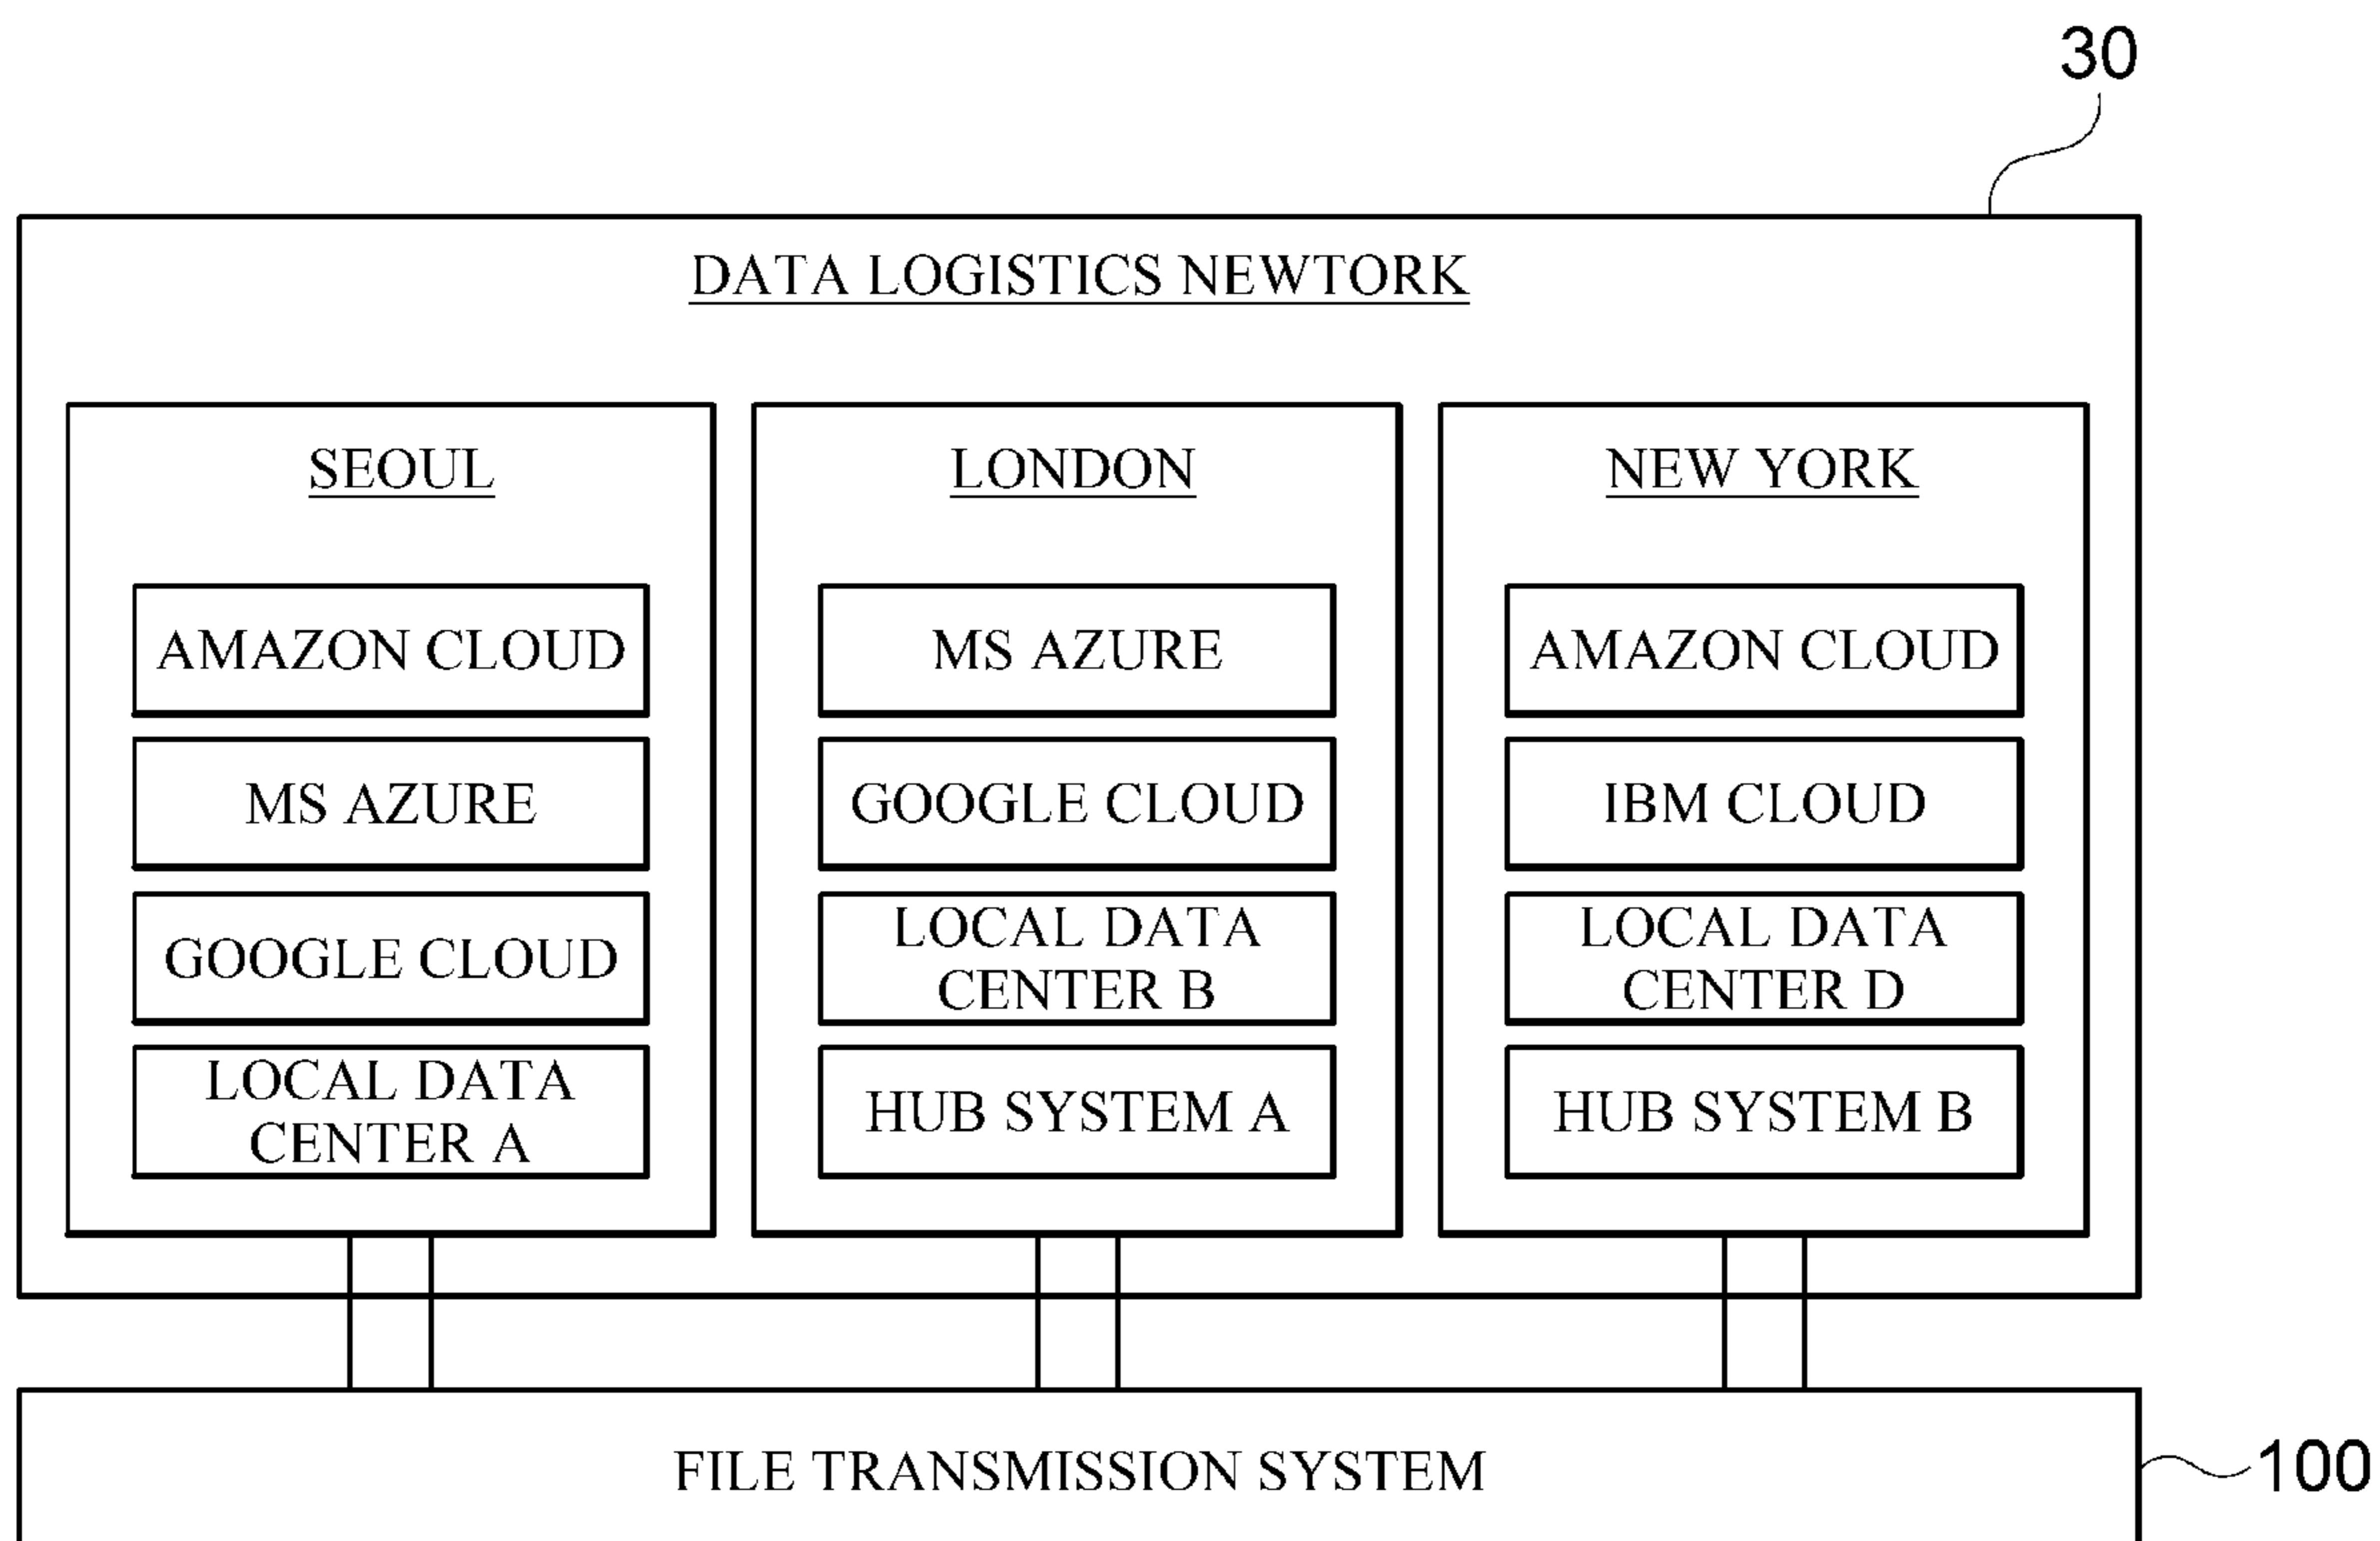 30
DATA LOGISTICS NEWTORK
SEOUL
AMAZON CLOUD
MS AZURE
GOOGLE CLOUD
LOCAL DATA
CENTER A
LONDON
MS AZURE
GOOGLE CLOUD
LOCAL DATA
CENTER B
HUB SYSTEM A
NEW YORK
AMAZON CLOUD
IBM CLOUD
LOCAL DATA
CENTER D
HUB SYSTEM B
FILE TRANSMISSION SYSTEM
100